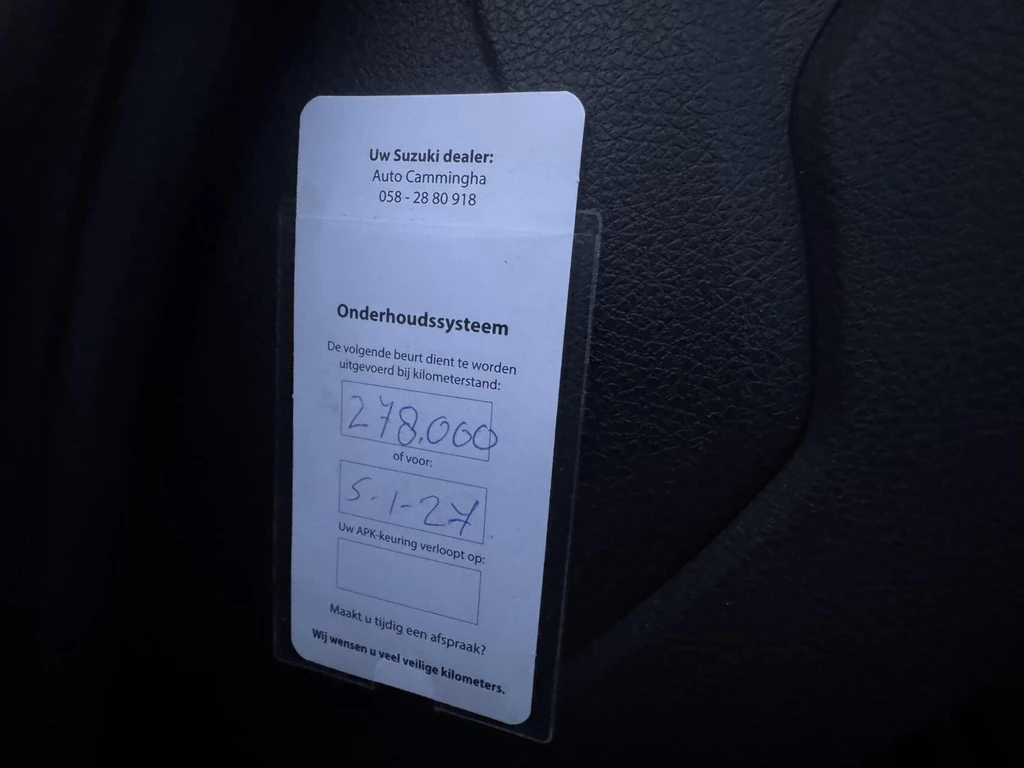 Uw Suzuki dealer:
Auto Cammingha
058 - 28 80 918
Onderhoudssysteem
De volgende beurt dient te worden
uitgevoerd bij kilometerstand:
278.000
of voor:
5-1-27
Uw APK-keuring verloopt op:
Maakt u tijdig een afspraak?
Wij wensen u veel veilige kilometers.